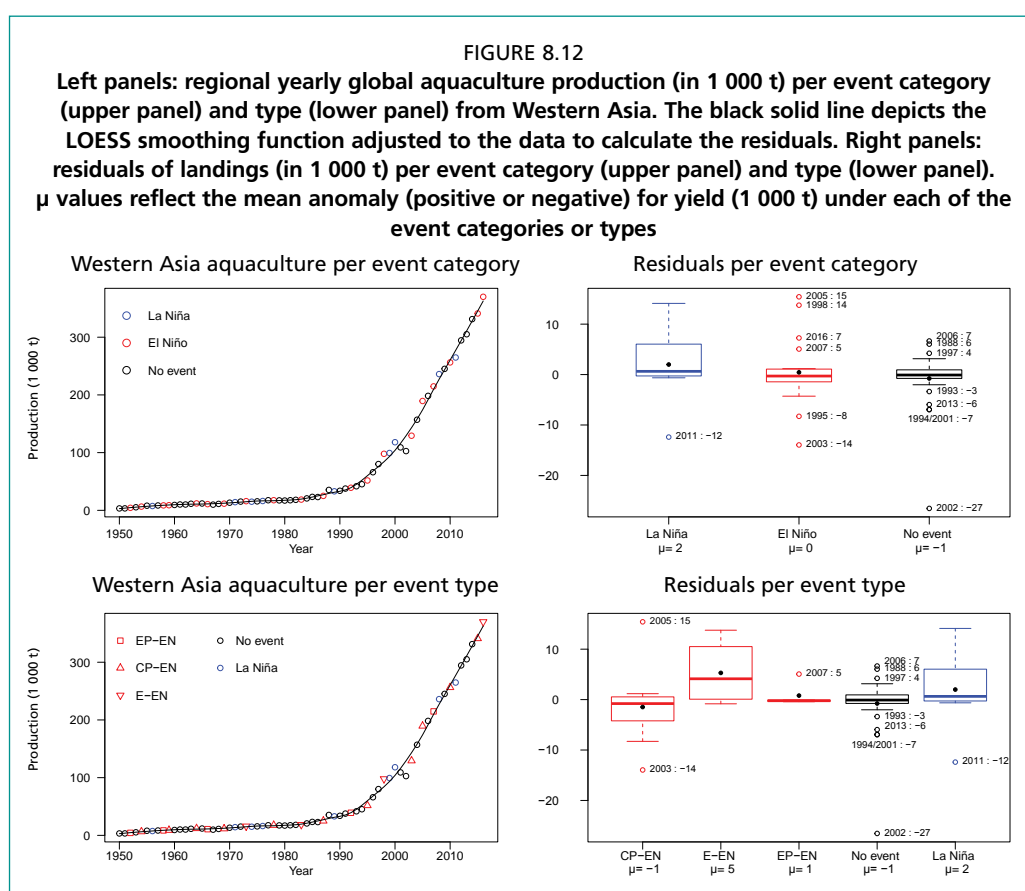 FIGURE 8.12
Left panels: regional yearly global aquaculture production (in 1 000 t) per event category
(upper panel) and type (lower panel) from Western Asia. The black solid line depicts the
LOESS smoothing function adjusted to the data to calculate the residuals. Right panels:
residuals of landings (in 1 000 t) per event category (upper panel) and type (lower panel).
µ values reflect the mean anomaly (positive or negative) for yield (1 000 t) under each of the
event categories or types
Western Asia aquaculture per event category
Production (1 000 t)
300
200
100
0
La Niña
El Niño
No event
1950 1960 1970 1980 1990 2000 2010
Year
Residuals per event category
10
0
−10
−20
2011 : −12
2005 : 15
1998 : 14
2016 : 7
2007 : 5
1995 : −8
2003 : −14
2006 : 7
1988 : 6
1997 : 4
1993 : −3
2013 : −6
1994/2001 : −7
2002 : −27
La Niña El Niño No event
µ= 2 µ= 0 µ= −1
Western Asia aquaculture per event type
Production (1 000 t)
300
200
100
0
EP−EN No event
CP−EN La Niña
E−EN
1950 1960 1970 1980 1990 2000 2010
Year
Residuals per event type
10
0
−10
−20
2005 : 15
2003 : −14
2007 : 5
2006 : 7
1988 : 6
1997 : 4
1993 : −3
2013 : −6
1994/2001 : −7
2002 : −27
2011 : −12
CP−EN E−EN EP−EN No event La Niña
µ= −1 µ= 5 µ= 1 µ= −1 µ= 2